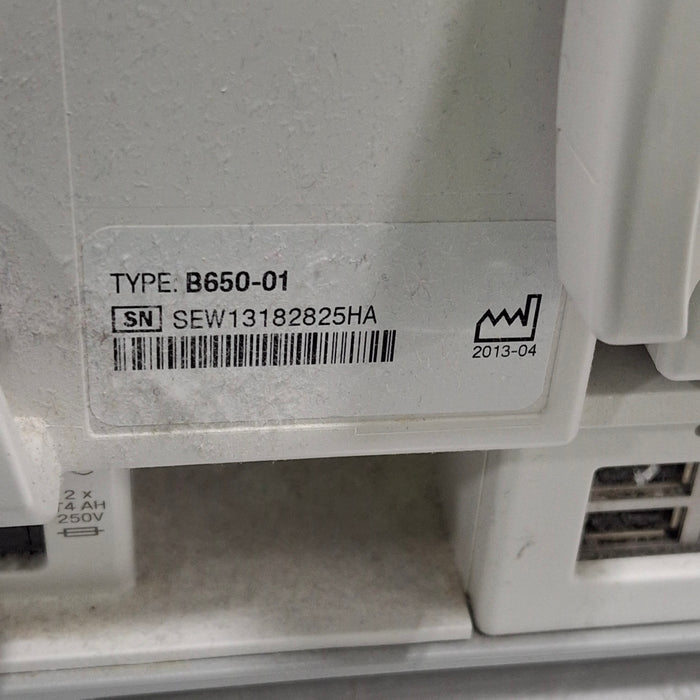 TYPE: B650-01
SN SEW13182825HA
2013-04
2 x
T4 AH
250V